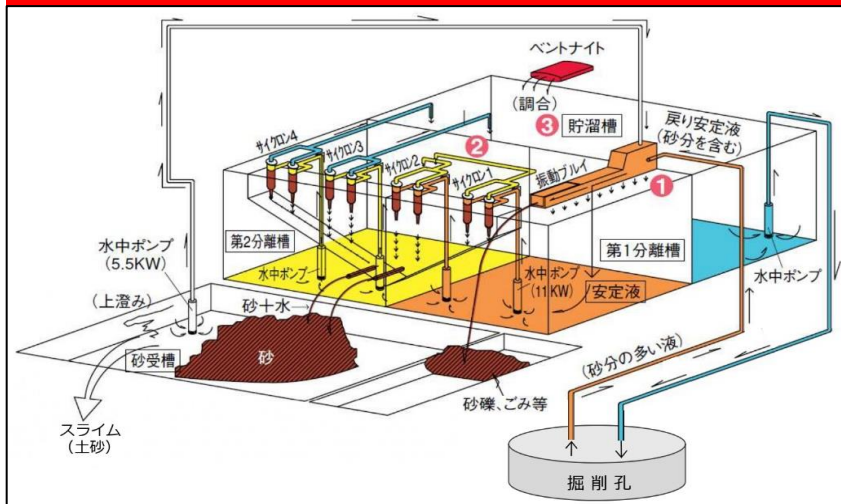 ベントナイト
(調合)
❸ 貯溜槽
戻り安定液
(砂分を含む)
サイクロン4
サイクロン3
❷
サイクロン2
サイクロン1
振動ブルイ
❶
水中ポンプ
(5.5KW)
第2分離槽
第1分離槽
水中ポンプ
水中ポンプ
水中ポンプ
(11KW)
安定液
(上澄み)
砂十水
砂受槽
砂
(砂分の多い液)
砂礫、ごみ等
スライム
(土砂)
掘削孔